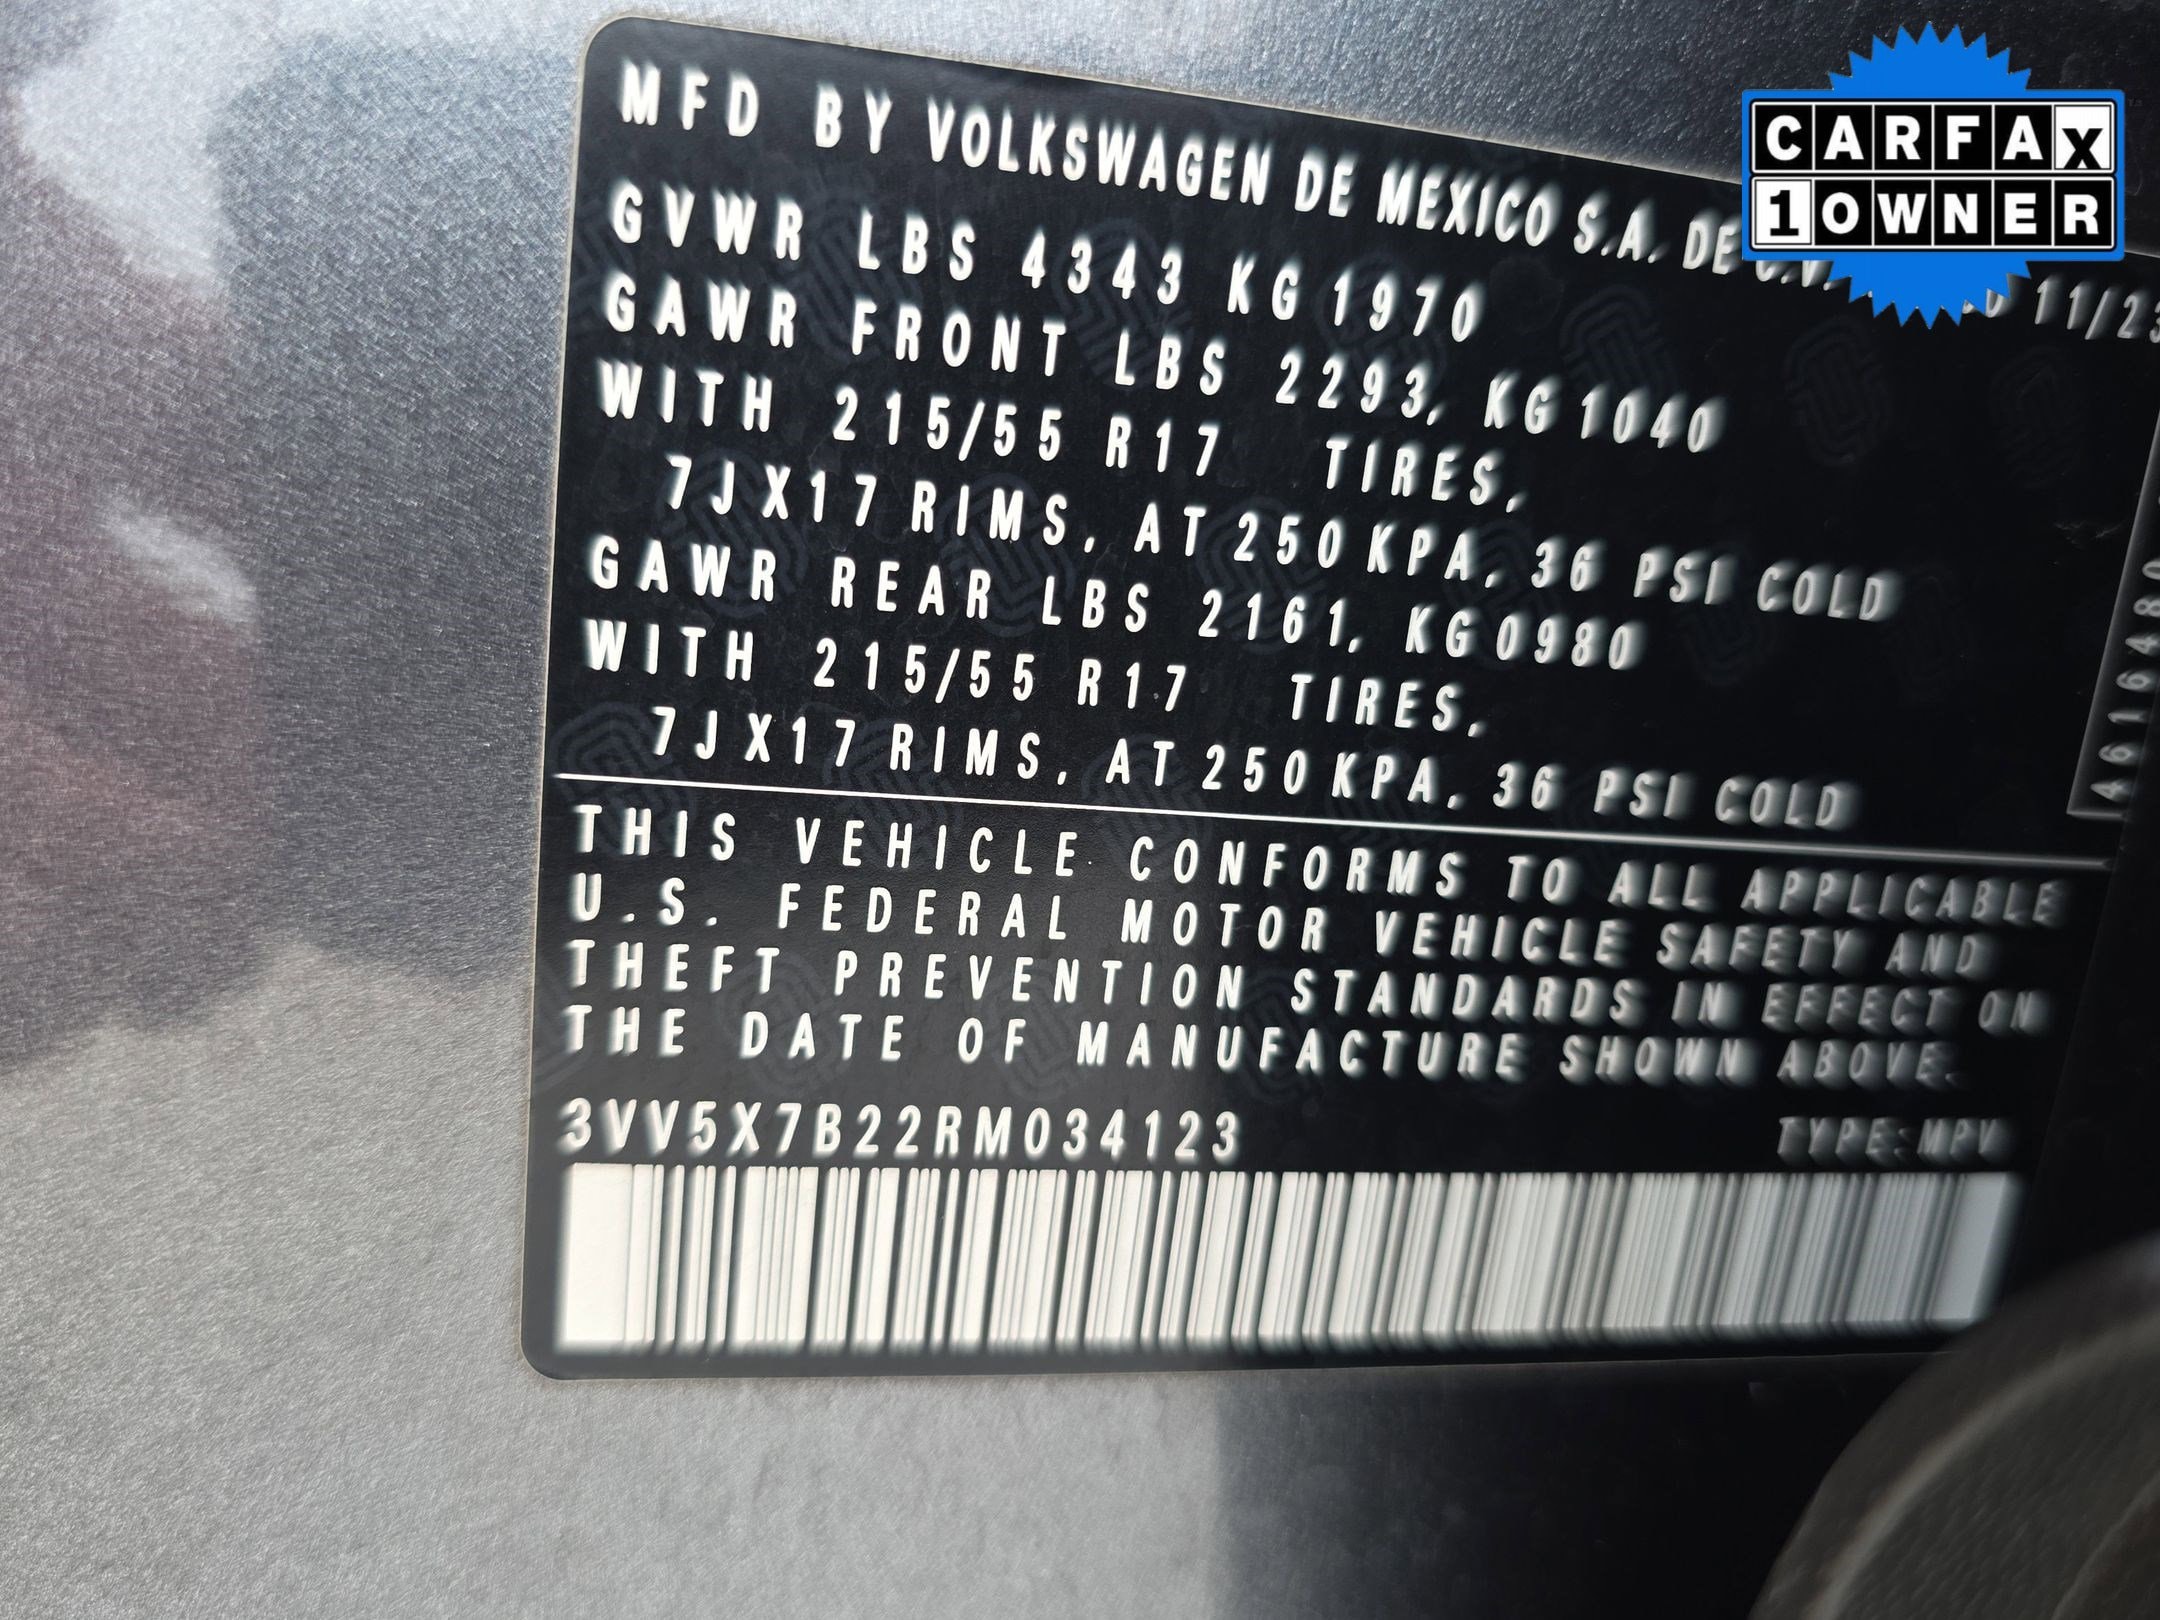 MFD BY VOLKSWAGEN DE MEXICO S.A. DE C.V. 11/23
GVWR LBS 4343 KG 1970
GAWR FRONT LBS 2293, KG 1040
WITH 215/55 R17 TIRES,
7JX17 RIMS, AT 250 KPA, 36 PSI COLD
GAWR REAR LBS 2161, KG 0980
WITH 215/55 R17 TIRES,
7JX17 RIMS, AT 250 KPA, 36 PSI COLD
THIS VEHICLE CONFORMS TO ALL APPLICABLE
U.S. FEDERAL MOTOR VEHICLE SAFETY AND
THEFT PREVENTION STANDARDS IN EFFECT ON
THE DATE OF MANUFACTURE SHOWN ABOVE.
3VV5X7B22RM034123 TYPE:MPV
CARFAX
1 OWNER